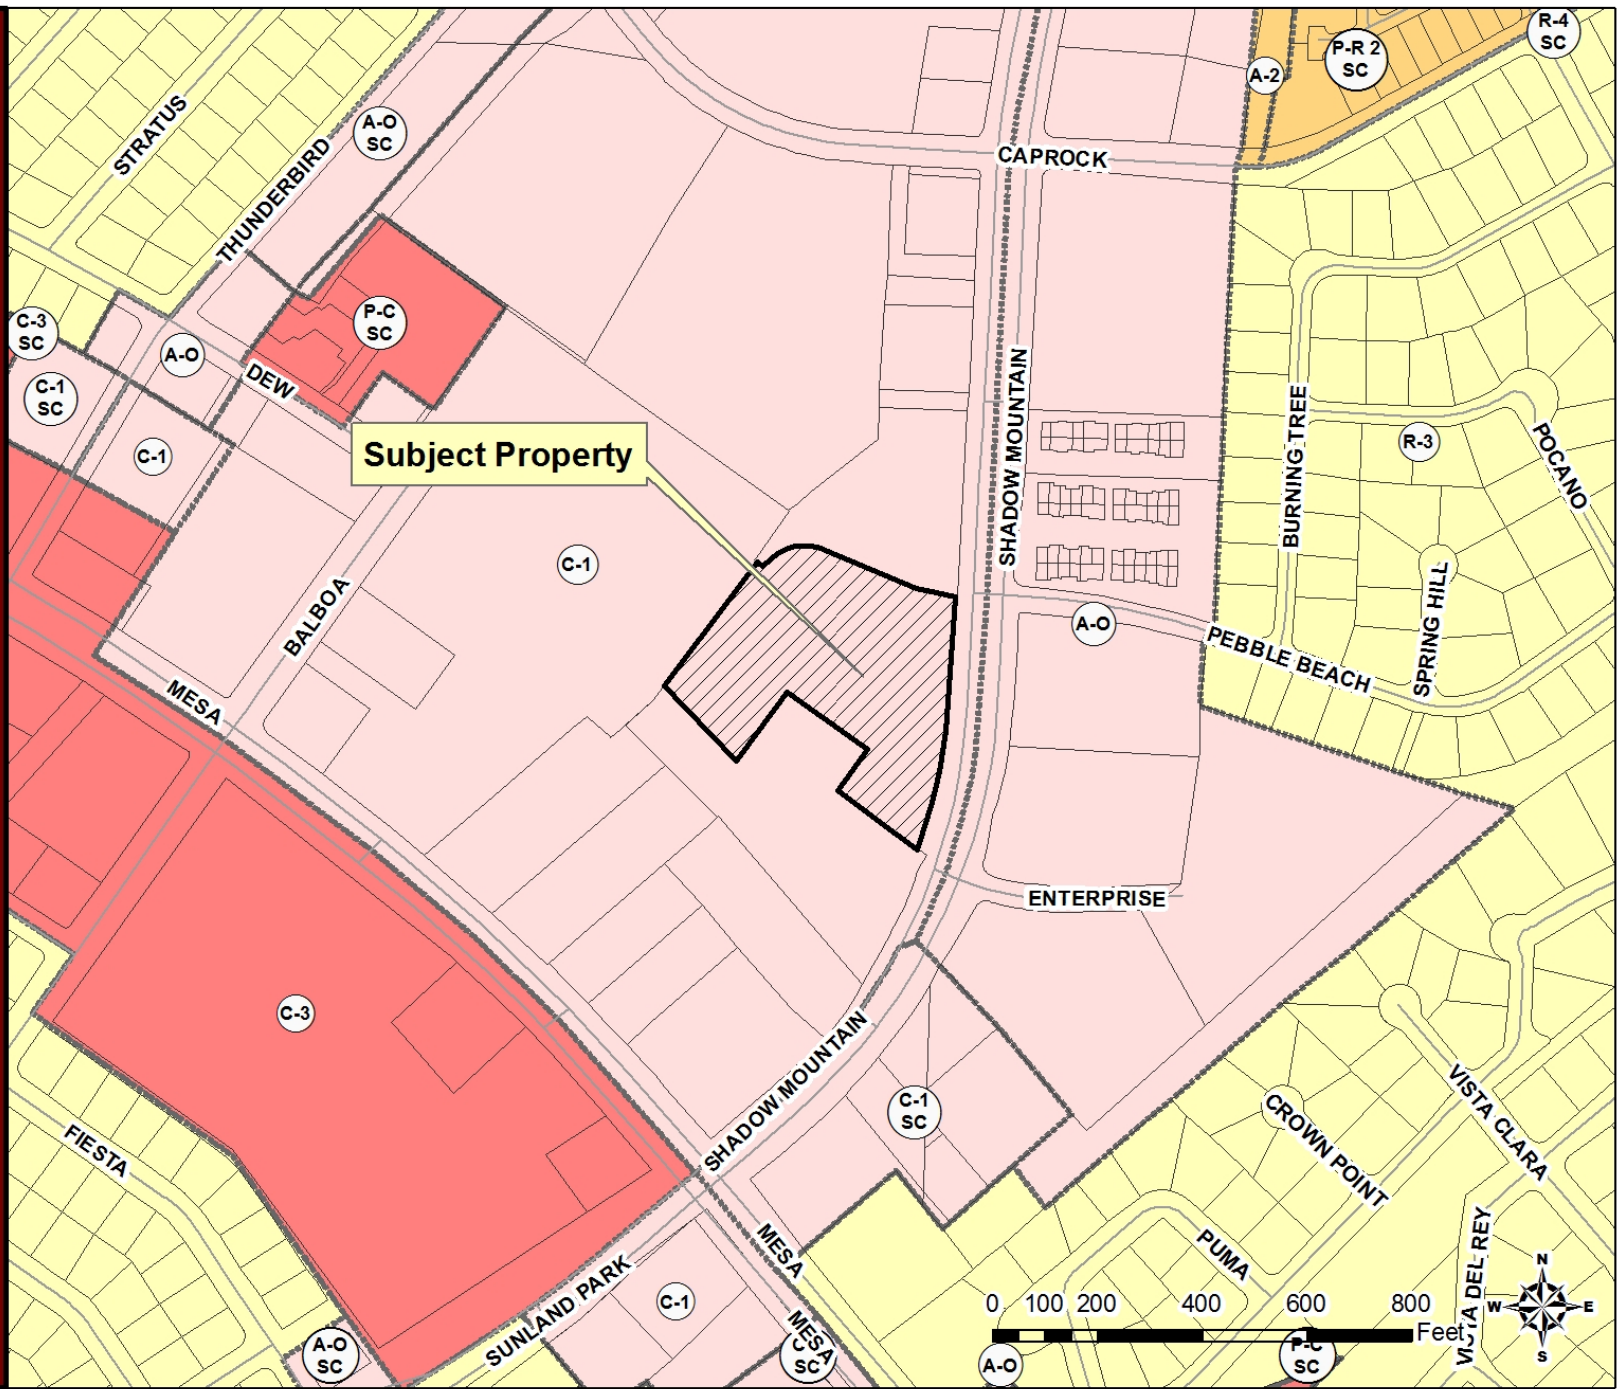 R-4
SC
P-R 2
SC
A-2
STRATUS
A-O
SC
THUNDERBIRD
CAPROCK
C-3
SC
P-C
SC
A-O
DEW
C-1
SC
C-1
Subject Property
SHADOW MOUNTAIN
BURNING TREE
R-3
POCANO
C-1
BALBOA
A-O
PEBBLE BEACH
SPRING HILL
MESA
ENTERPRISE
C-3
SHADOW MOUNTAIN
C-1
SC
VISTA CLARA
CROWN POINT
FIESTA
MESA
PUMA
VISTA DEL REY
SUNLAND PARK
C-1
N
W
E
S
0 100 200 400 600 800
Feet
MESA
SC
A-O
SC
A-O
P-C
SC